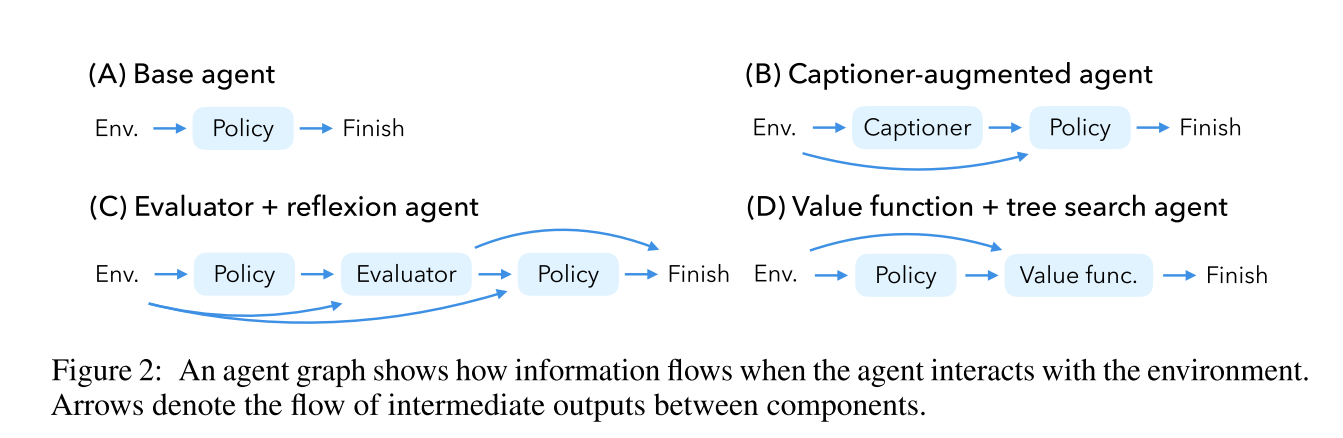 (A) Base agent
Env. Policy Finish
(B) Captioner-augmented agent
Env. Captioner Policy Finish
(C) Evaluator + reflexion agent
Env. Policy Evaluator Policy Finish
(D) Value function + tree search agent
Env. Policy Value func. Finish
Figure 2: An agent graph shows how information flows when the agent interacts with the environment.
Arrows denote the flow of intermediate outputs between components.